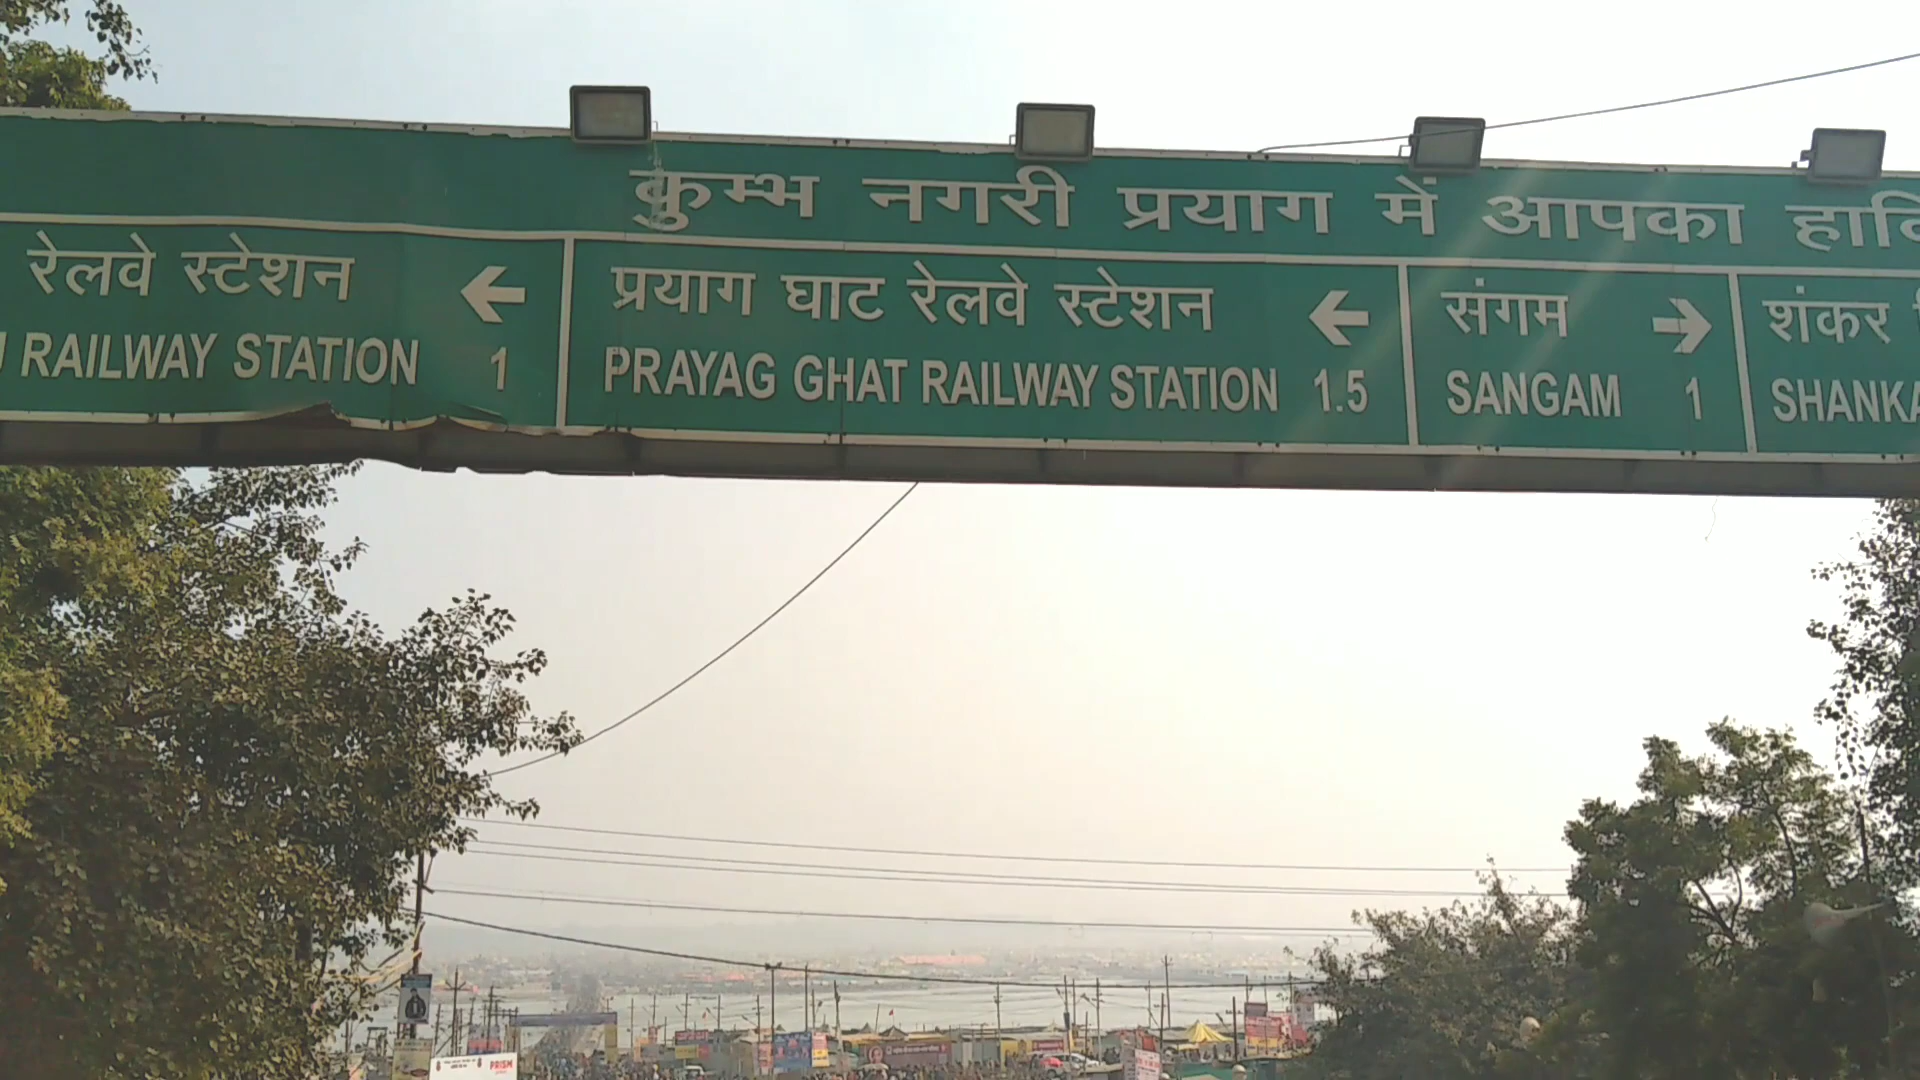 कुम्भ नगरी प्रयाग में आपका
रेलवे स्टेशन
RAILWAY STATION 1
प्रयाग घाट रेलवे स्टेशन
PRAYAG GHAT RAILWAY STATION 1.5
संगम
SANGAM 1
शंकर
PRISM